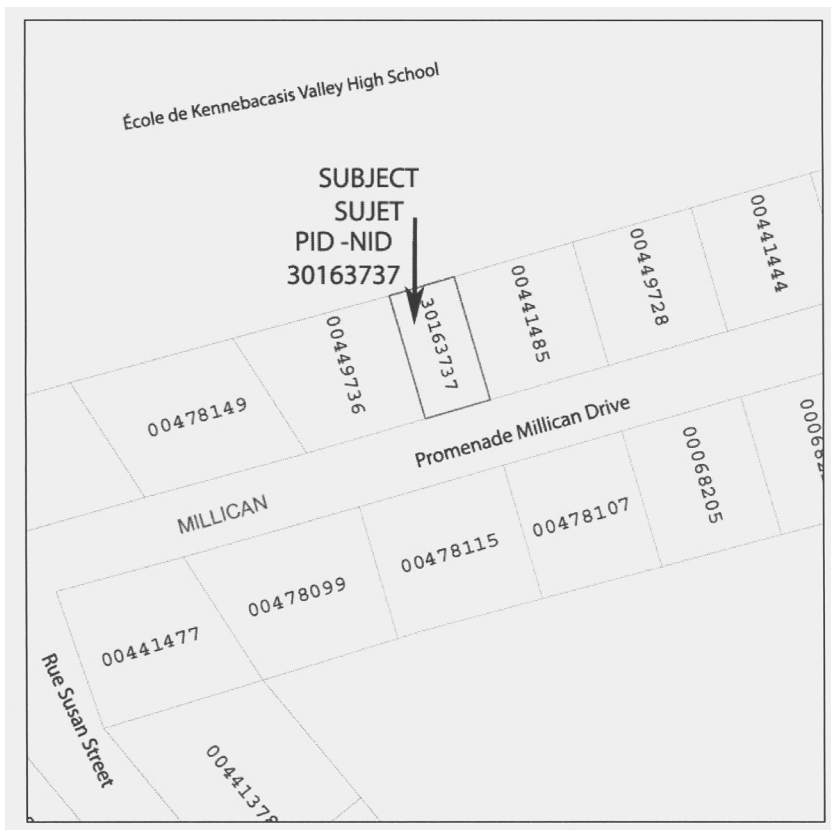 École de Kennebacasis Valley High School
SUBJECT
SUJET
PID -NID
30163737
00441444
00449728
00441485
30163737
00449736
00478149
Promenade Millican Drive
MILLICAN
00068205
00478107
00478115
00478099
00441477
Rue Susan Street
00441378